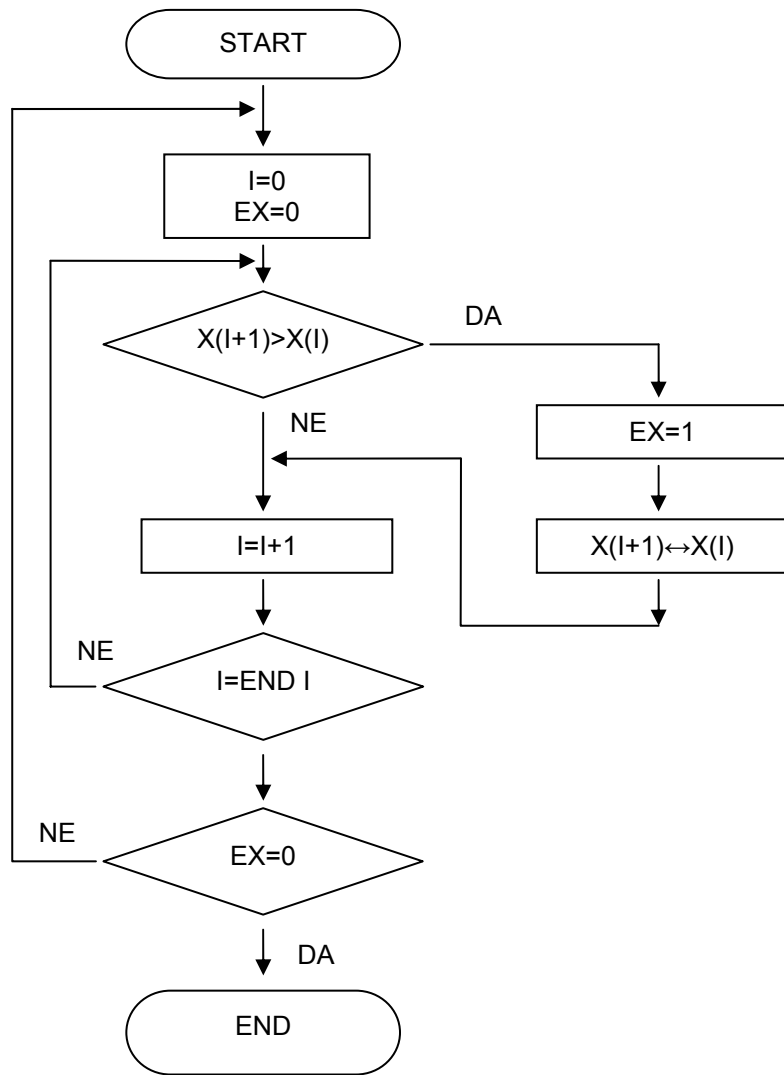 START
I=0
EX=0
X(I+1)>X(I)
DA
NE
EX=1
I=I+1
X(I+1)↔X(I)
NE
I=END I
NE
EX=0
DA
END